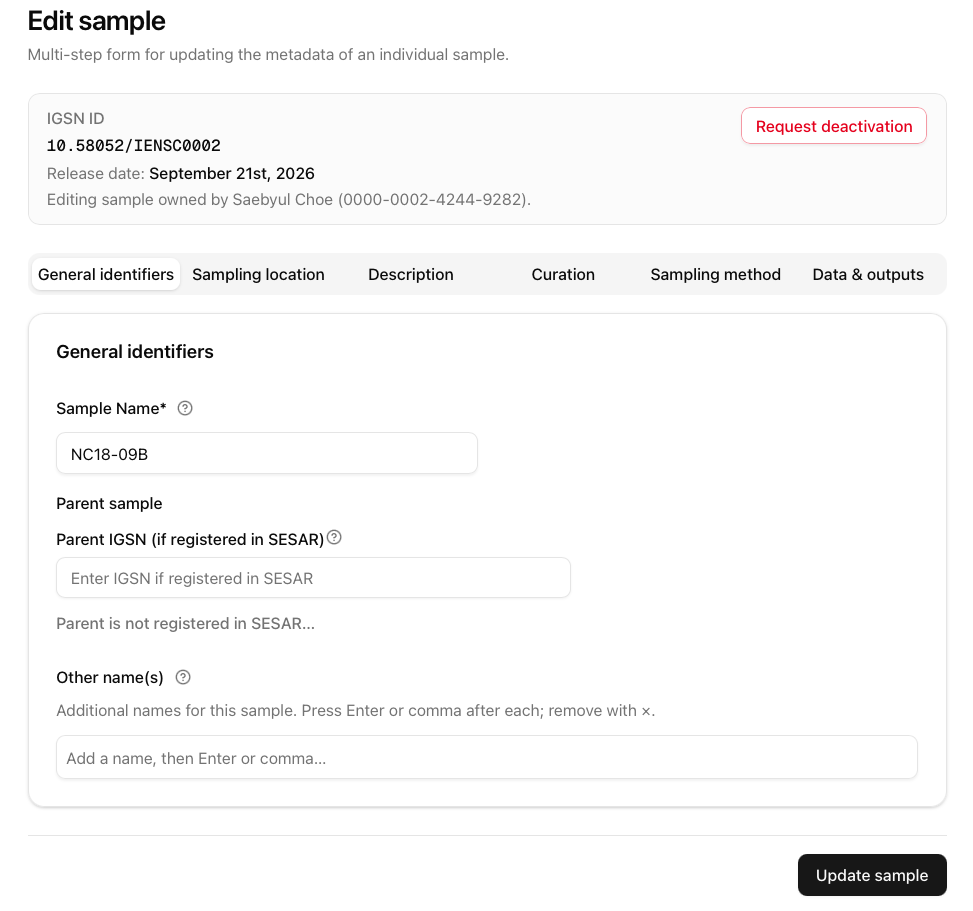 Edit sample
Multi-step form for updating the metadata of an individual sample.
IGSN ID
Request deactivation
10.58052/IENSC0002
Release date: September 21st, 2026
Editing sample owned by Saebyul Choe (0000-0002-4244-9282).
General identifiers Sampling location Description Curation Sampling method Data & outputs
General identifiers
Sample Name*
NC18-09B
Parent sample
Parent IGSN (if registered in SESAR)
Enter IGSN if registered in SESAR
Parent is not registered in SESAR...
Other name(s)
Additional names for this sample. Press Enter or comma after each; remove with ×.
Add a name, then Enter or comma...
Update sample